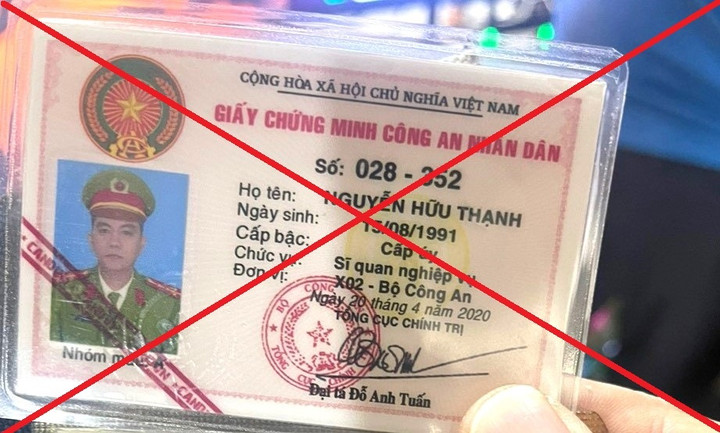 CỘNG HÒA XÃ HỘI CHỦ NGHĨA VIỆT NAM
GIẤY CHỨNG MINH CÔNG AN NHÂN DÂN
Số: 028 - 352
Họ tên: NGUYỄN HỮU THẠNH
Ngày sinh: 15/08/1991
Cấp bậc: Cấp úy
Chức vụ: Sĩ quan nghiệp vụ
Đơn vị: X02 - Bộ Công An
Ngày 20 tháng 4 năm 2020
TỔNG CỤC CHÍNH TRỊ
Nhóm máu:
Đại tá Đỗ Anh Tuấn